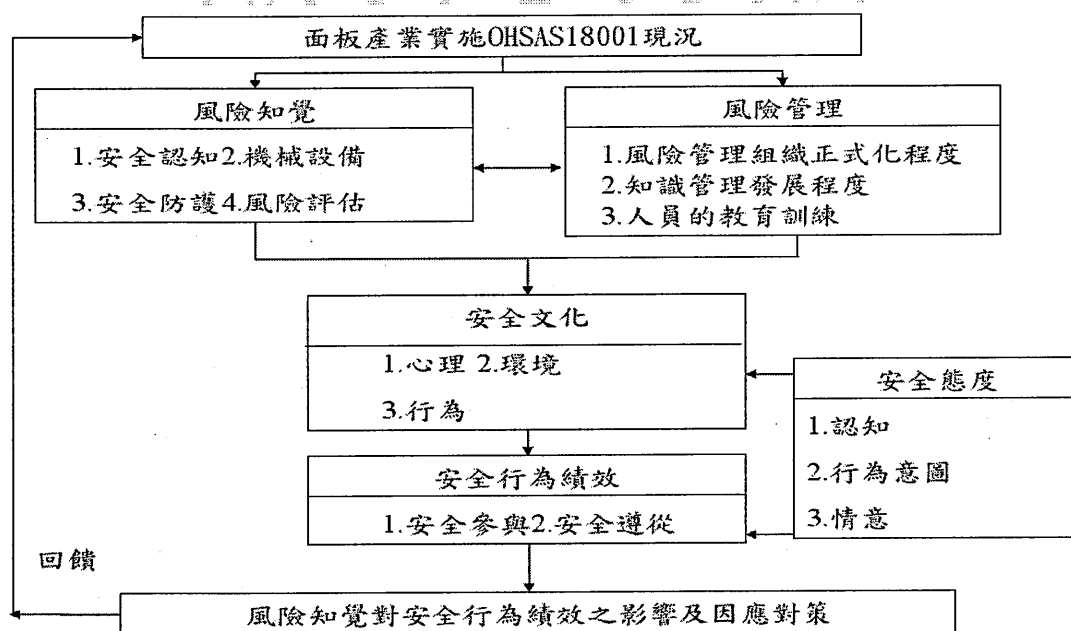 面板產業實施OHSAS18001現況
風險知覺
1.安全認知2.機械設備
3.安全防護4.風險評估
風險管理
1.風險管理組織正式化程度
2.知識管理發展程度
3.人員的教育訓練
安全文化
1.心理 2.環境
3.行為
安全態度
1.認知
2.行為意圖
3.情意
安全行為績效
1.安全參與2.安全遵從
回饋
風險知覺對安全行為績效之影響及因應對策